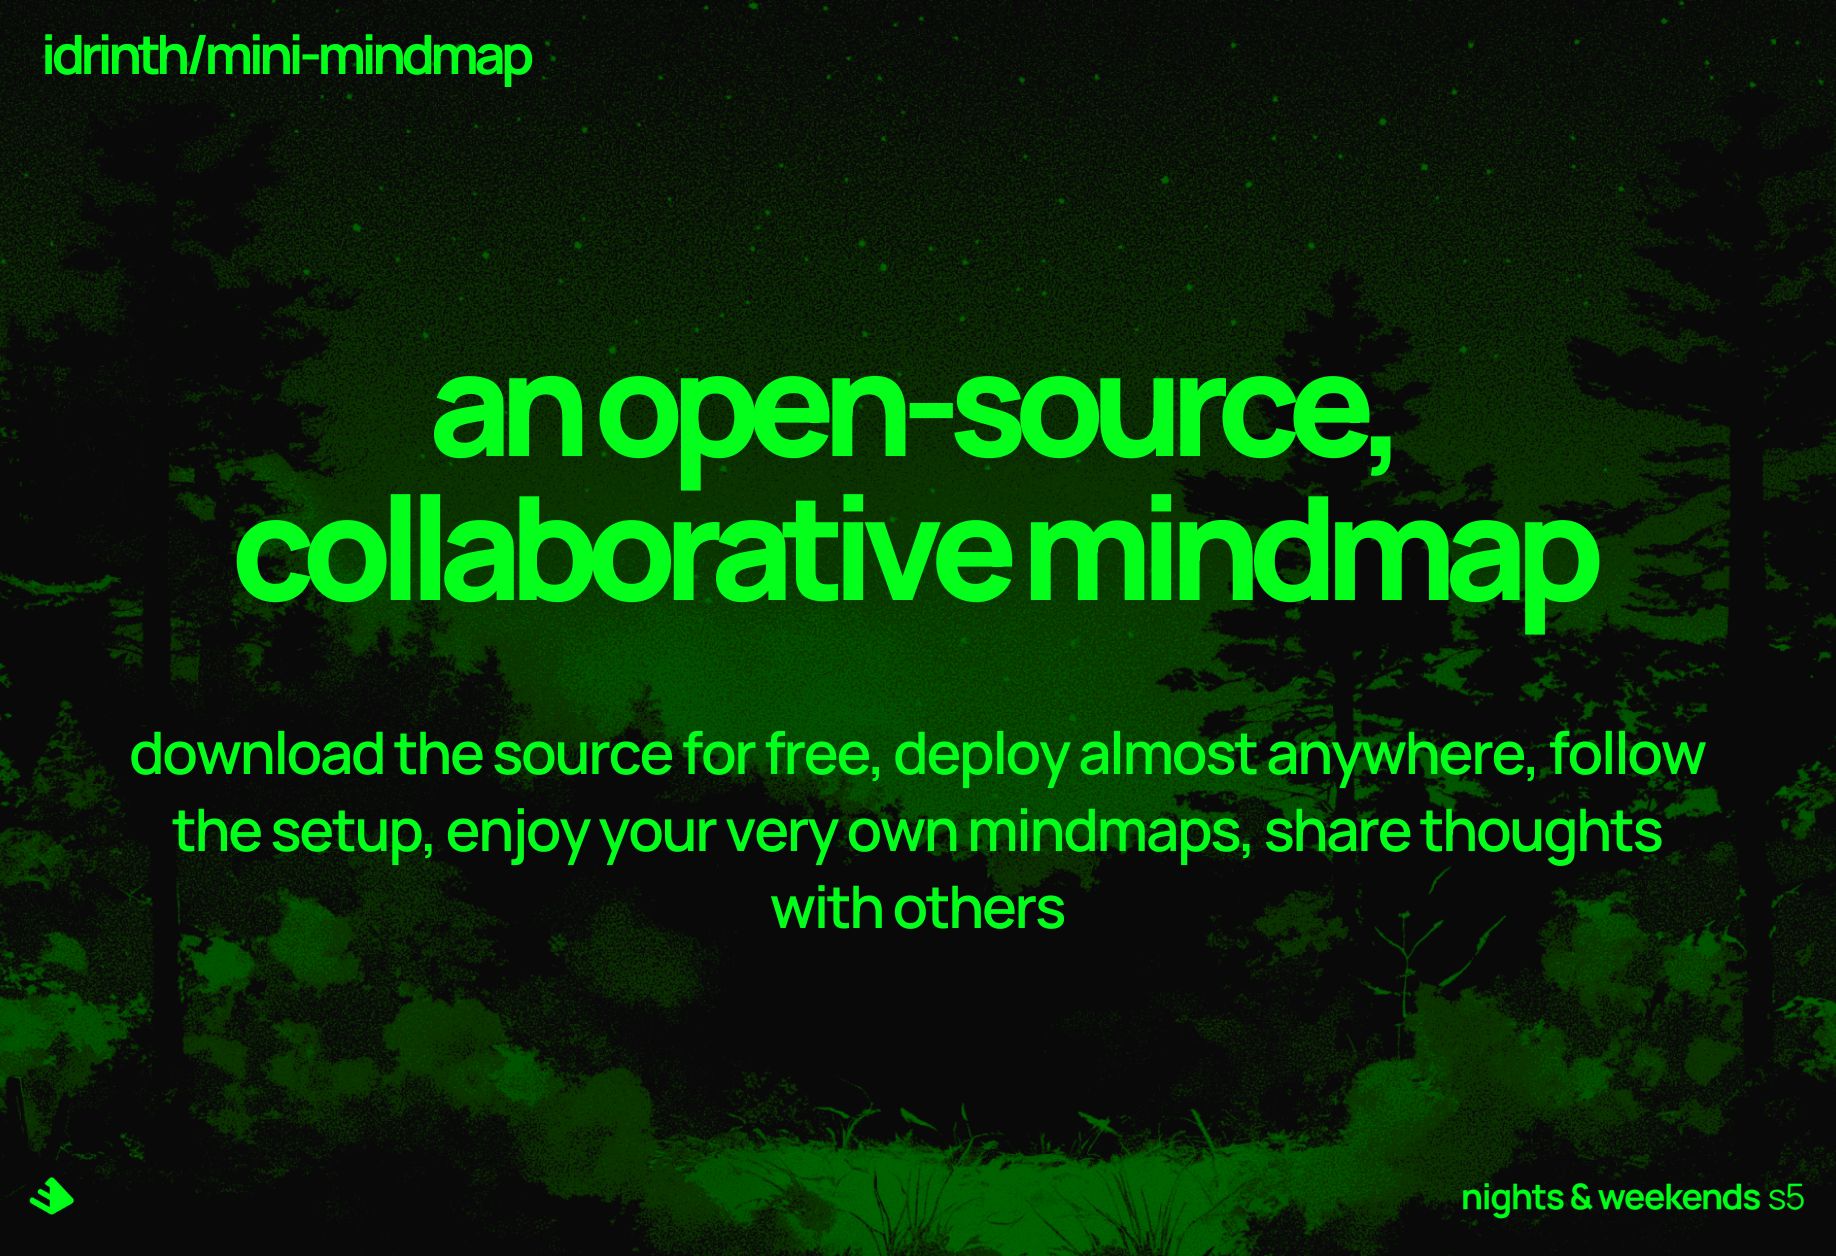 idrinth/mini-mindmap
an open-source,
collaborative mindmap
download the source for free, deploy almost anywhere, follow
the setup, enjoy your very own mindmaps, share thoughts
with others
nights & weekends s5